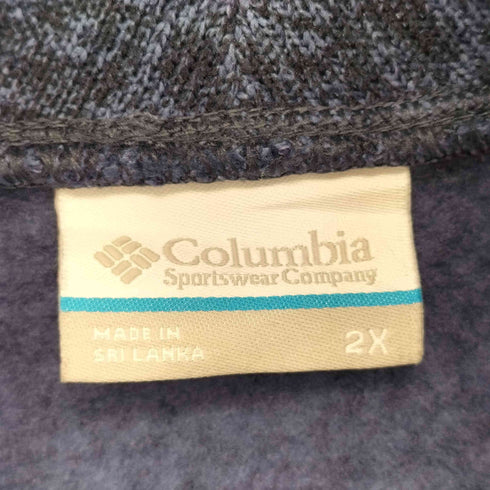 Columbia
Sportswear Company
MADE IN
SRI LANKA
2X